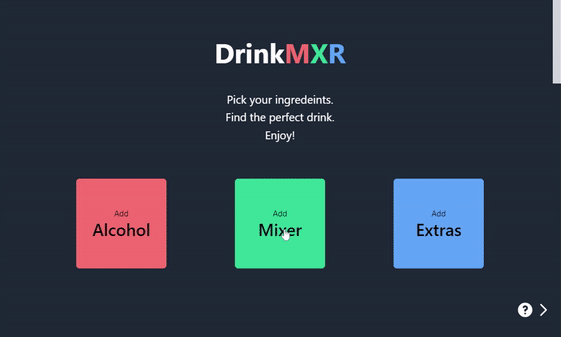 DrinkMXR
Pick your ingredeints.
Find the perfect drink.
Enjoy!
Add
Alcohol
Add
Mixer
Add
Extras
?